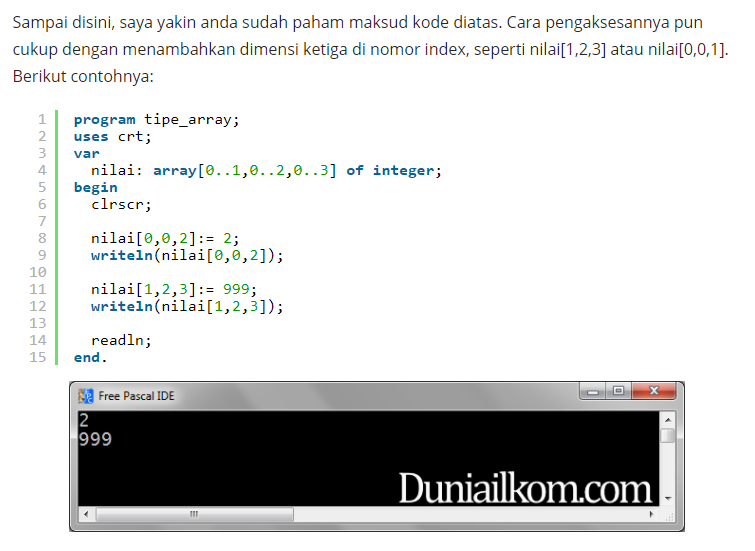 Sampai disini, saya yakin anda sudah paham maksud kode diatas. Cara pengaksesannya pun
cukup dengan menambahkan dimensi ketiga di nomor index, seperti nilai[1,2,3] atau nilai[0,0,1].
Berikut contohnya:
1 program tipe_array;
2 uses crt;
3 var
4 nilai: array[0..1,0..2,0..3] of integer;
5 begin
6 clrscr;
7
8 nilai[0,0,2]:= 2;
9 writeln(nilai[0,0,2]);
10
11 nilai[1,2,3]:= 999;
12 writeln(nilai[1,2,3]);
13
14 readln;
15 end.
Free Pascal IDE
2
999
Duniailkom.com